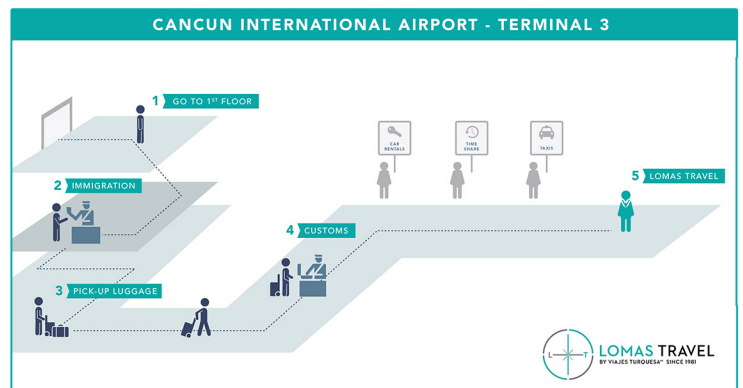 CANCUN INTERNATIONAL AIRPORT - TERMINAL 3
1 GO TO 1ST FLOOR
2 IMMIGRATION
3 PICK-UP LUGGAGE
4 CUSTOMS
CAR
RENTALS
TIME
SHARE
TAXIS
5 LOMAS TRAVEL
L T
LOMAS TRAVEL
BY VIAJES TURQUESA℠ SINCE 1981